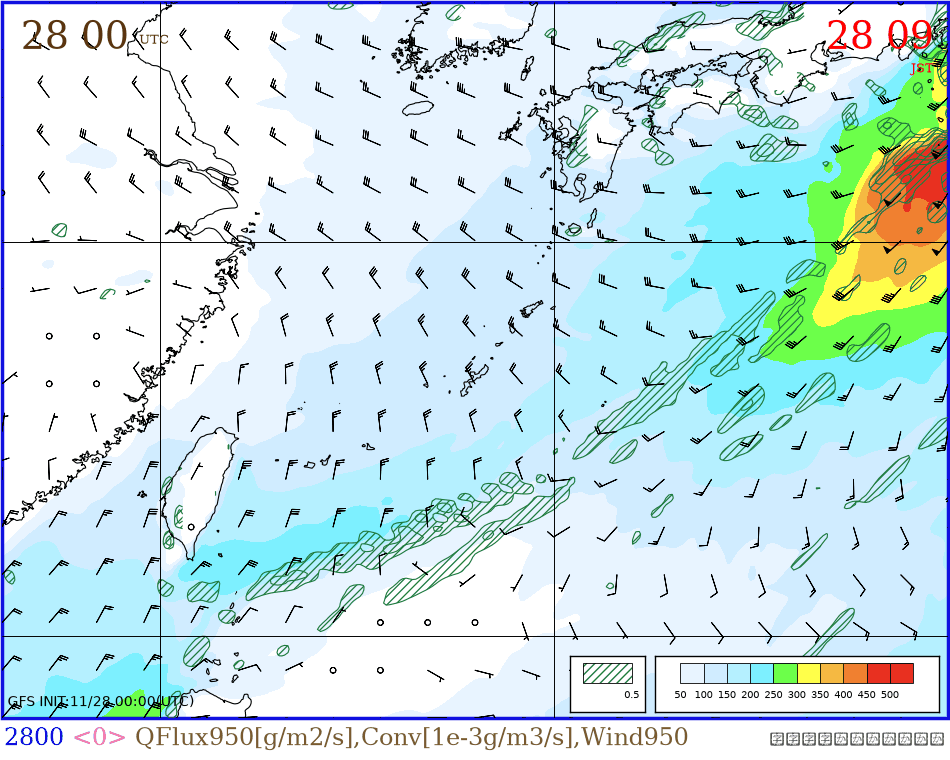 28 00 UTC
28 09
JST
0.5
50 100 150 200 250 300 350 400 450 500
GFS INIT:11/28 00:00(UTC)
2800 <0> QFlux950[g/m2/s],Conv[1e-3g/m3/s],Wind950